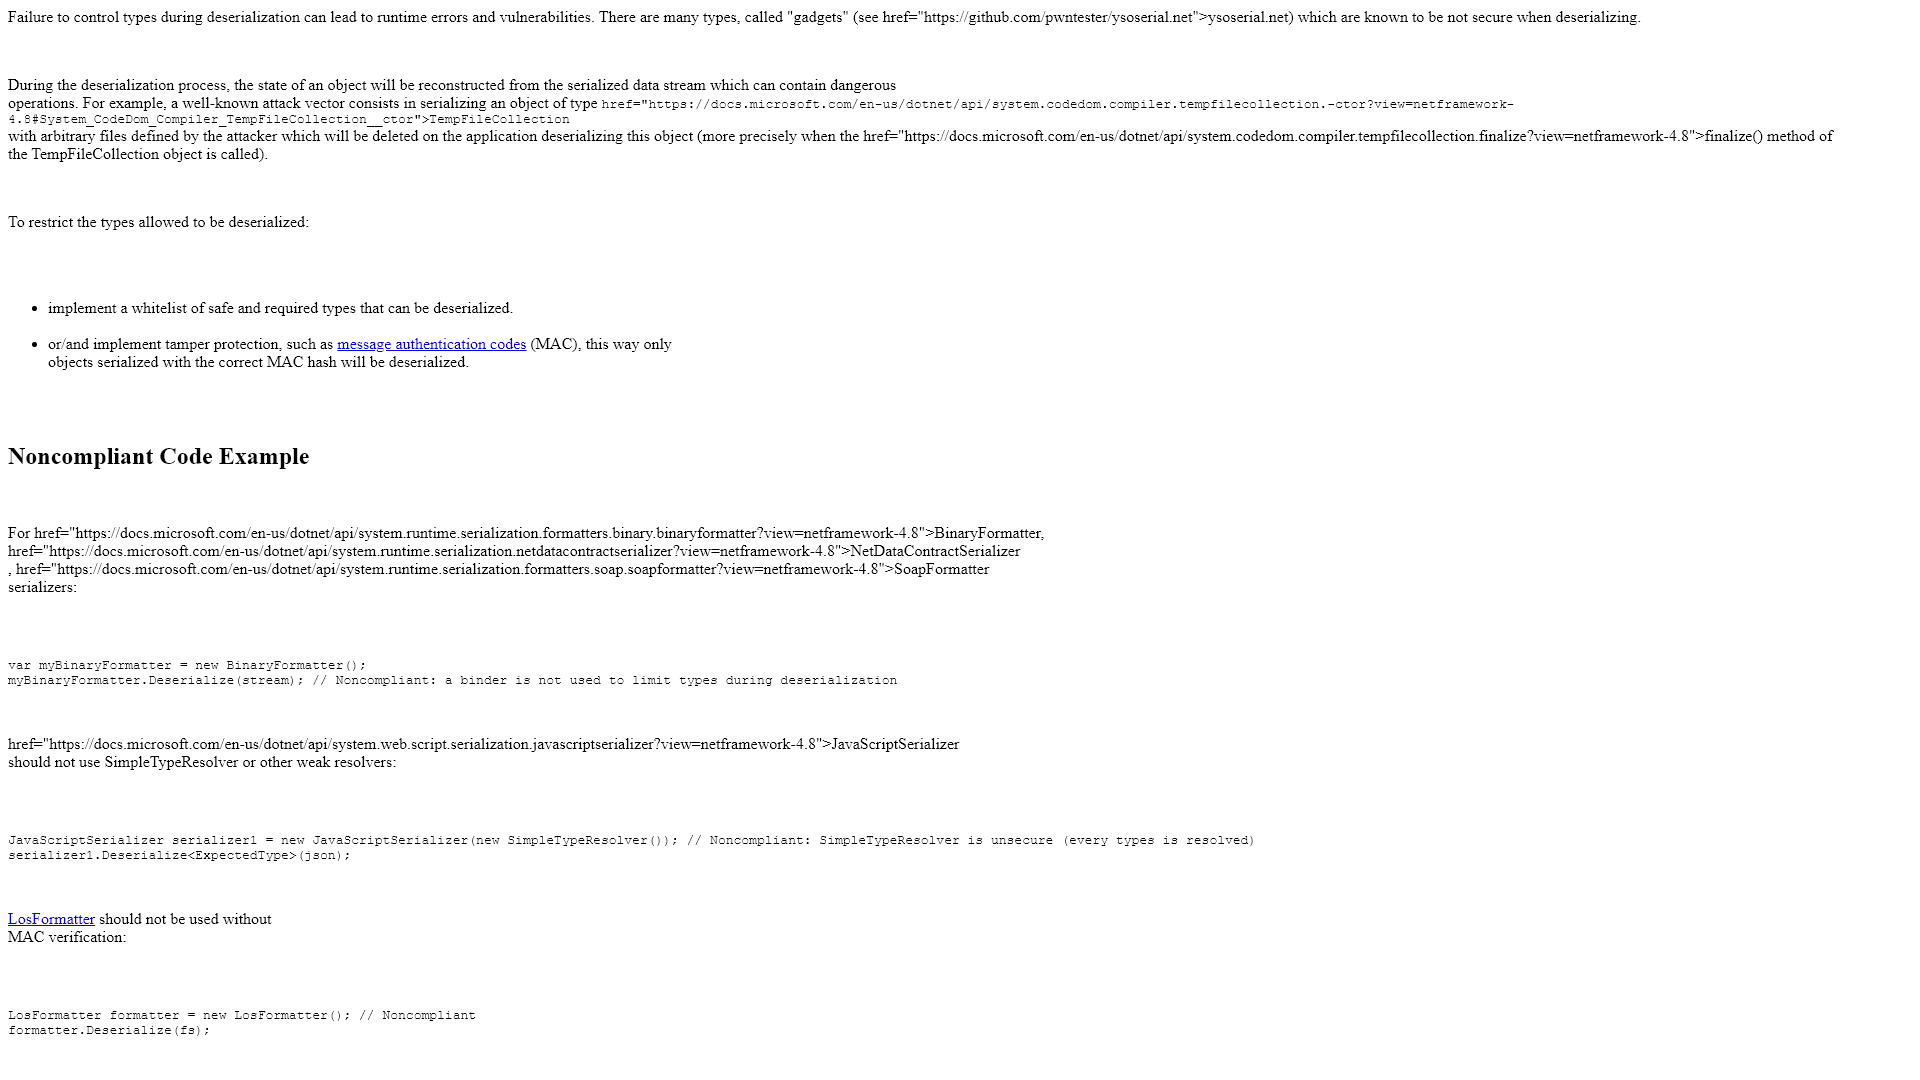 Failure to control types during deserialization can lead to runtime errors and vulnerabilities. There are many types, called "gadgets" (see href="https://github.com/pwntester/ysoserial.net">ysoserial.net) which are known to be not secure when deserializing.
During the deserialization process, the state of an object will be reconstructed from the serialized data stream which can contain dangerous
operations. For example, a well-known attack vector consists in serializing an object of type href="https://docs.microsoft.com/en-us/dotnet/api/system.codedom.compiler.tempfilecollection.-ctor?view=netframework-
4.8#System_CodeDom_Compiler_TempFileCollection__ctor">TempFileCollection
with arbitrary files defined by the attacker which will be deleted on the application deserializing this object (more precisely when the href="https://docs.microsoft.com/en-us/dotnet/api/system.codedom.compiler.tempfilecollection.finalize?view=netframework-4.8">finalize() method of
the TempFileCollection object is called).
To restrict the types allowed to be deserialized:
• implement a whitelist of safe and required types that can be deserialized.
• or/and implement tamper protection, such as message authentication codes (MAC), this way only
objects serialized with the correct MAC hash will be deserialized.
Noncompliant Code Example
For href="https://docs.microsoft.com/en-us/dotnet/api/system.runtime.serialization.formatters.binary.binaryformatter?view=netframework-4.8">BinaryFormatter,
href="https://docs.microsoft.com/en-us/dotnet/api/system.runtime.serialization.netdatacontractserializer?view=netframework-4.8">NetDataContractSerializer
, href="https://docs.microsoft.com/en-us/dotnet/api/system.runtime.serialization.formatters.soap.soapformatter?view=netframework-4.8">SoapFormatter
serializers:
var myBinaryFormatter = new BinaryFormatter();
myBinaryFormatter.Deserialize(stream); // Noncompliant: a binder is not used to limit types during deserialization
href="https://docs.microsoft.com/en-us/dotnet/api/system.web.script.serialization.javascriptserializer?view=netframework-4.8">JavaScriptSerializer
should not use SimpleTypeResolver or other weak resolvers:
JavaScriptSerializer serializer1 = new JavaScriptSerializer(new SimpleTypeResolver()); // Noncompliant: SimpleTypeResolver is unsecure (every types is resolved)
serializer1.Deserialize<ExpectedType>(json);
LosFormatter should not be used without
MAC verification:
LosFormatter formatter = new LosFormatter(); // Noncompliant
formatter.Deserialize(fs);